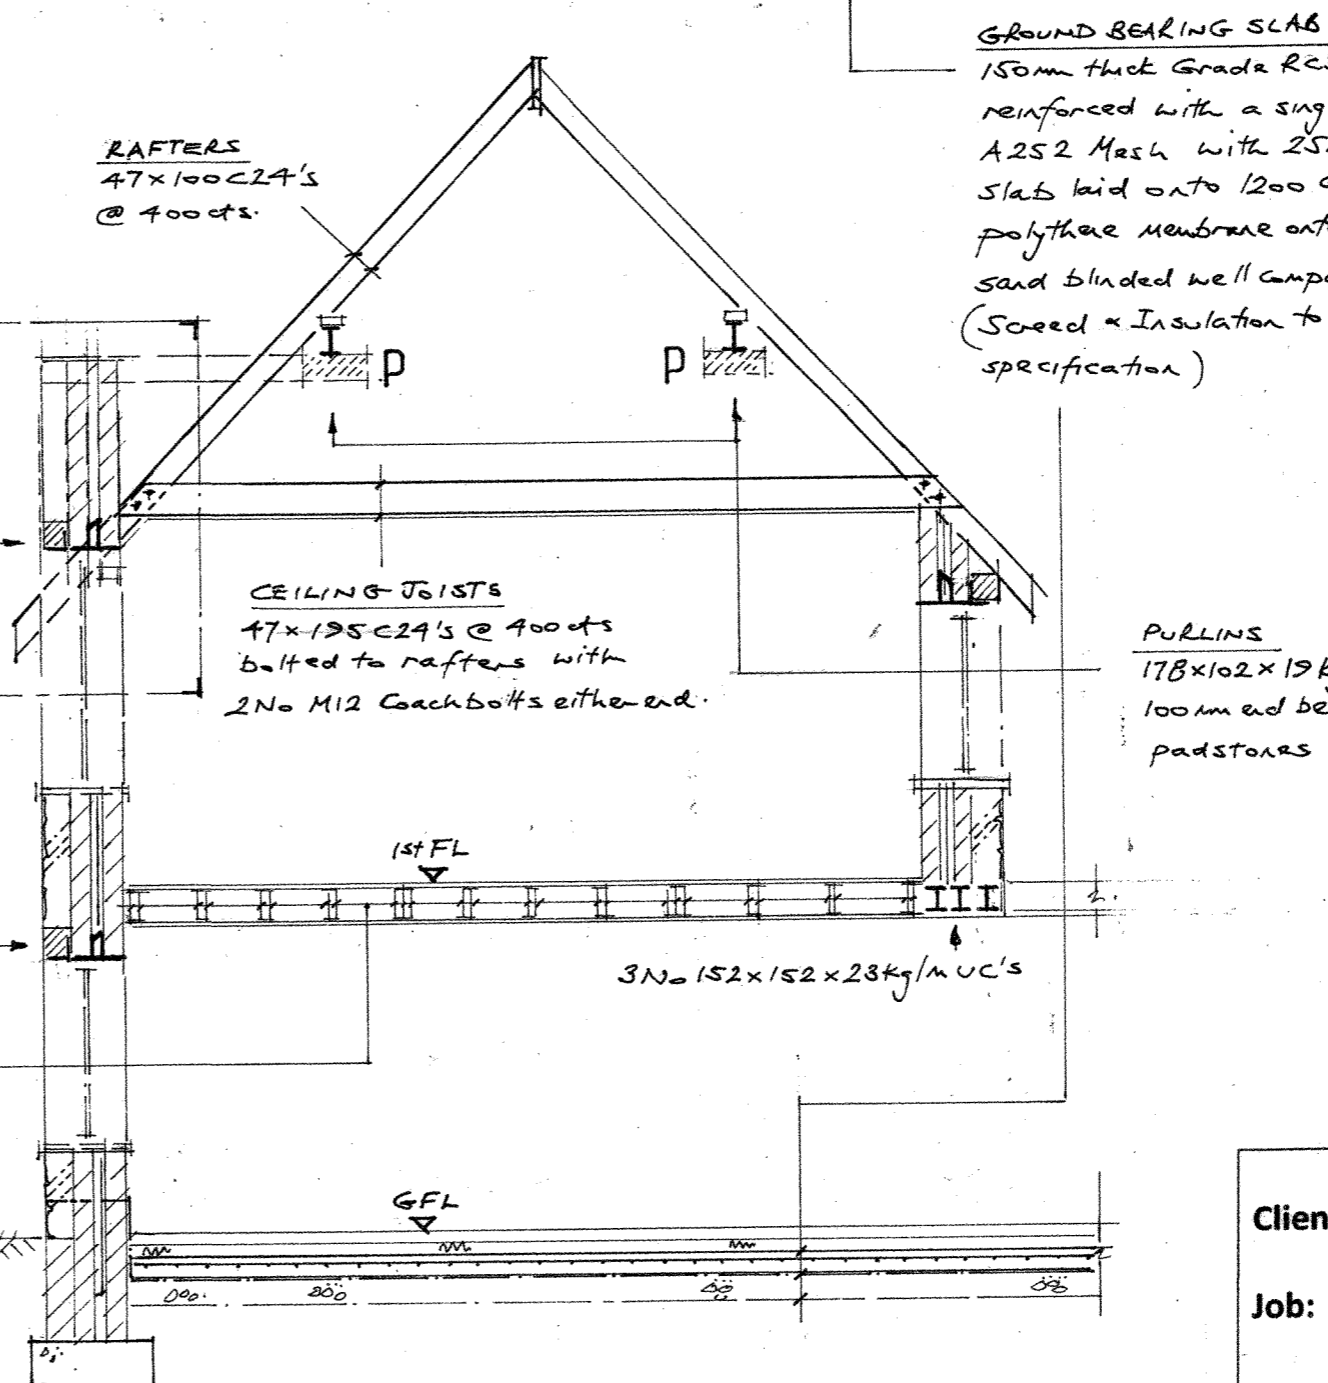 GROUND BEARING SLAB
150mm thick Grade RC
reinforced with a sing
A252 Mesh with 25
slab laid onto 1200 G
polythene membrane ont
sand blinded well comp
(Screed & Insulation to
specification)
RAFTERS
47x100 C24's
@ 400 cts.
P
P
CEILING JOISTS
47x195 C24's @ 400 cts
bolted to rafters with
2No M12 Coachbolts either end.
PURLINS
178x102x19 k
100mm end be
padstones
1st FL
3No 152x152x23kg/m UC's
GFL
Clien
Job: